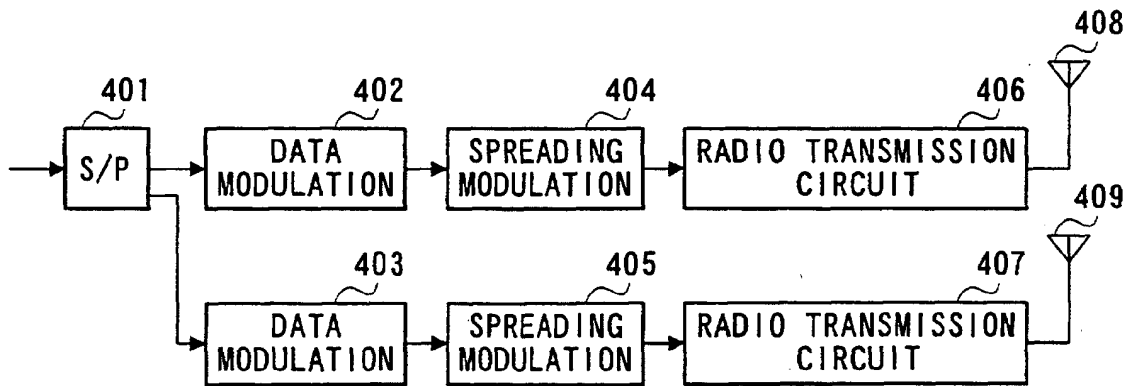 408
401
402
404
406
S/P
DATA
MODULATION
SPREADING
MODULATION
RADIO TRANSMISSION
CIRCUIT
409
403
405
407
DATA
MODULATION
SPREADING
MODULATION
RADIO TRANSMISSION
CIRCUIT